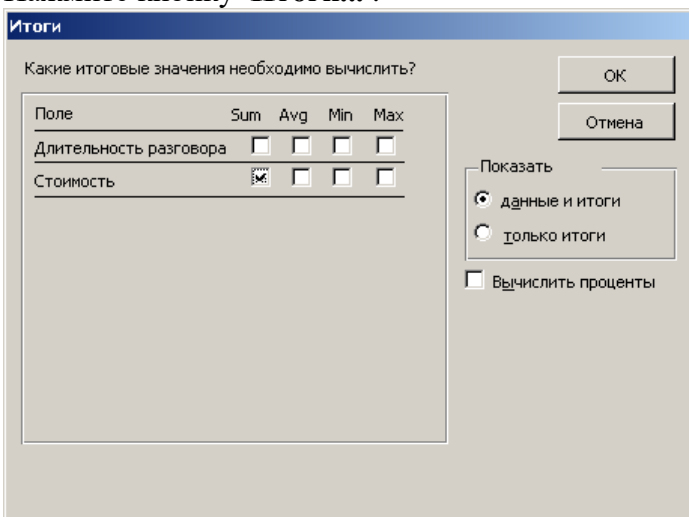 Итоги
Какие итоговые значения необходимо вычислить?
ОК
Отмена
Поле Sum Avg Min Max
Длительность разговора
Стоимость
Показать
данные и итоги
только итоги
Вычислить проценты